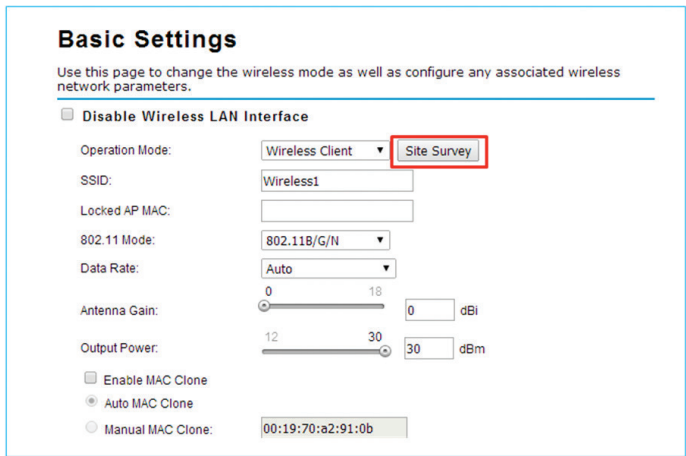 Basic Settings
Use this page to change the wireless mode as well as configure any associated wireless
network parameters.
Disable Wireless LAN Interface
Operation Mode: Wireless Client Site Survey
SSID: Wireless1
Locked AP MAC:
802.11 Mode: 802.11B/G/N
Data Rate: Auto
0 18
Antenna Gain: 0 dBi
12 30
Output Power: 30 dBm
Enable MAC Clone
Auto MAC Clone
Manual MAC Clone: 00:19:70:a2:91:0b